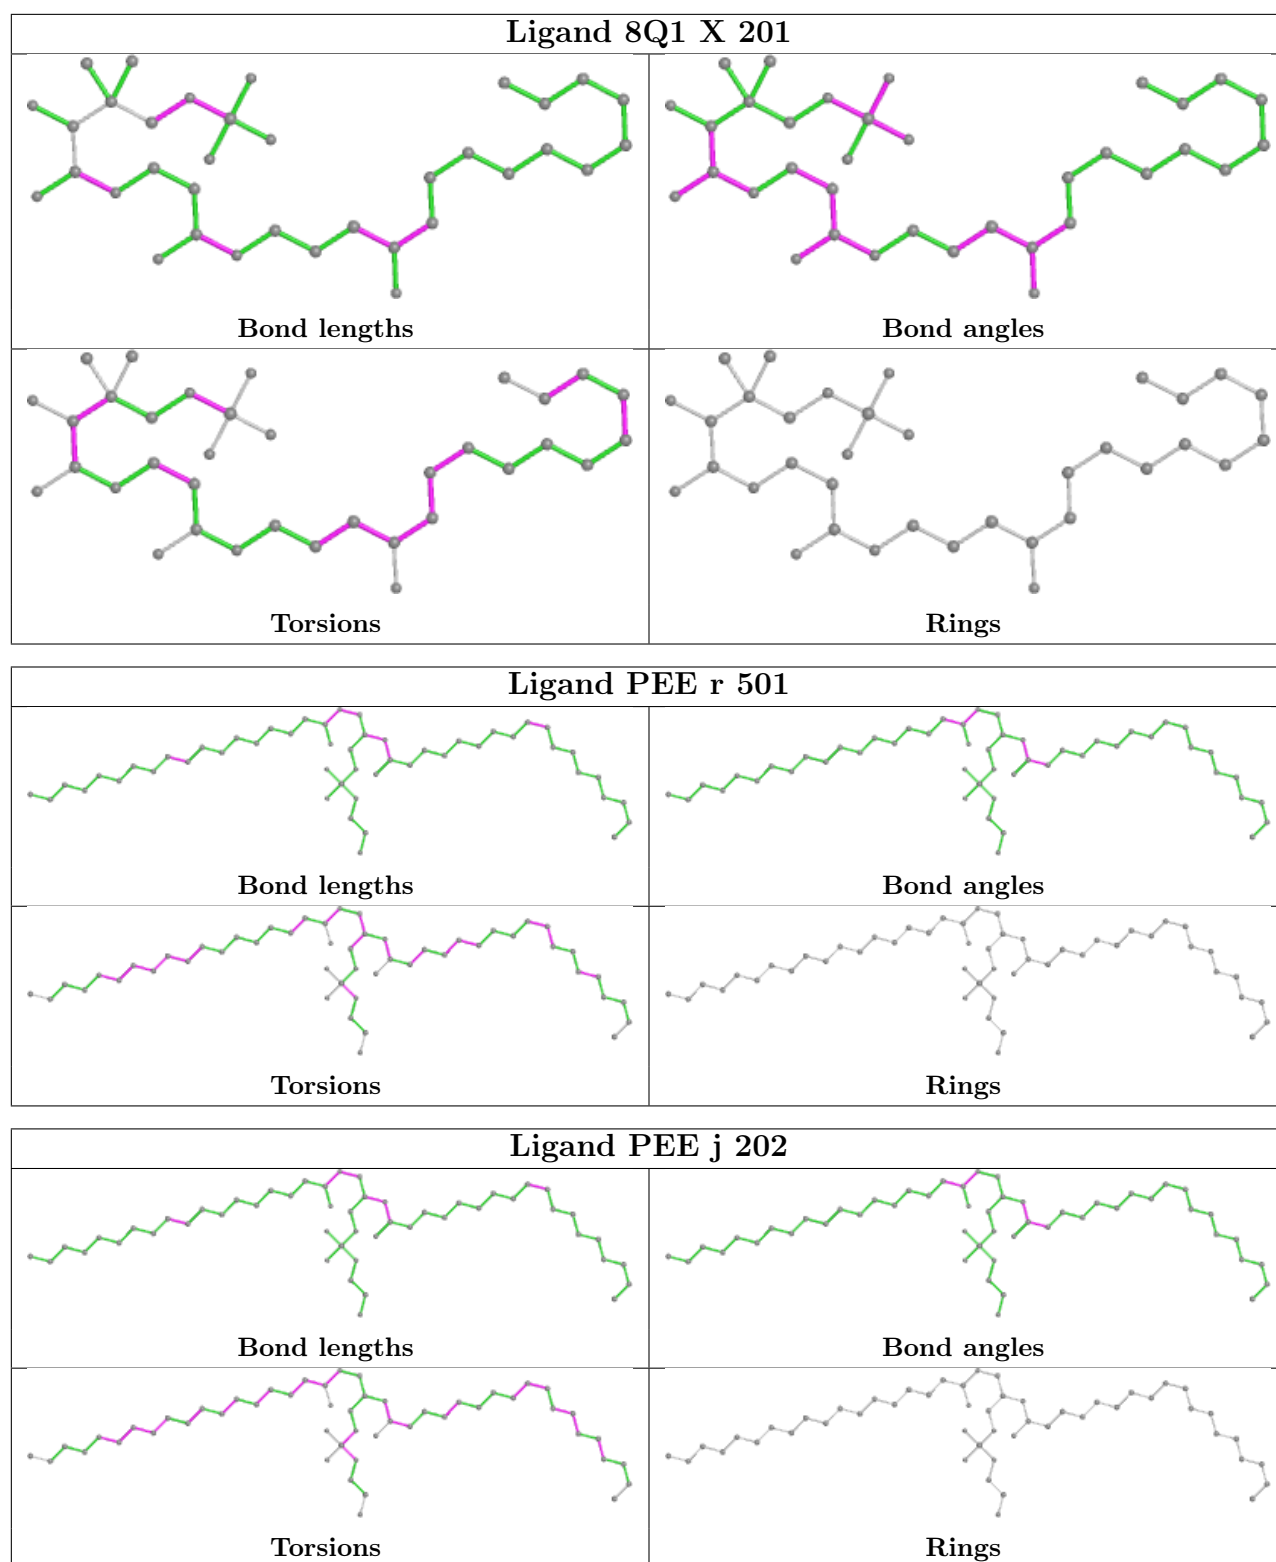 Ligand 8Q1 X 201
Bond lengths
Bond angles
Torsions
Rings
Ligand PEE r 501
Bond lengths
Bond angles
Torsions
Rings
Ligand PEE j 202
Bond lengths
Bond angles
Torsions
Rings